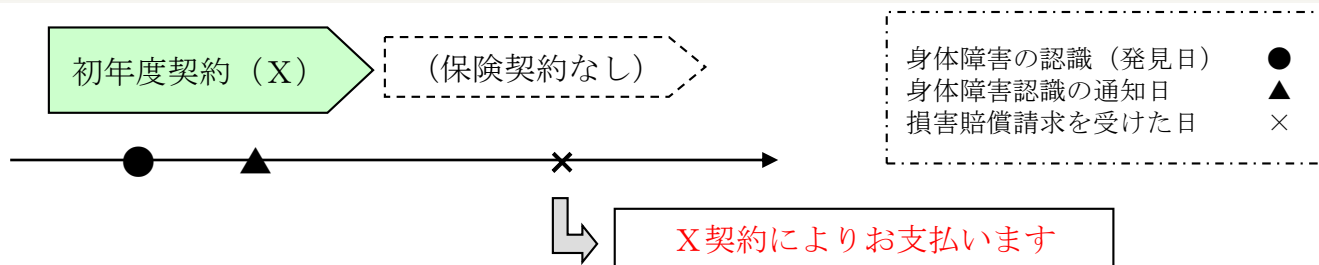 初年度契約（Ｘ）
（保険契約なし）
身体障害の認識（発見日）　●
身体障害認識の通知日　▲
損害賠償請求を受けた日　×
Ｘ契約によりお支払います